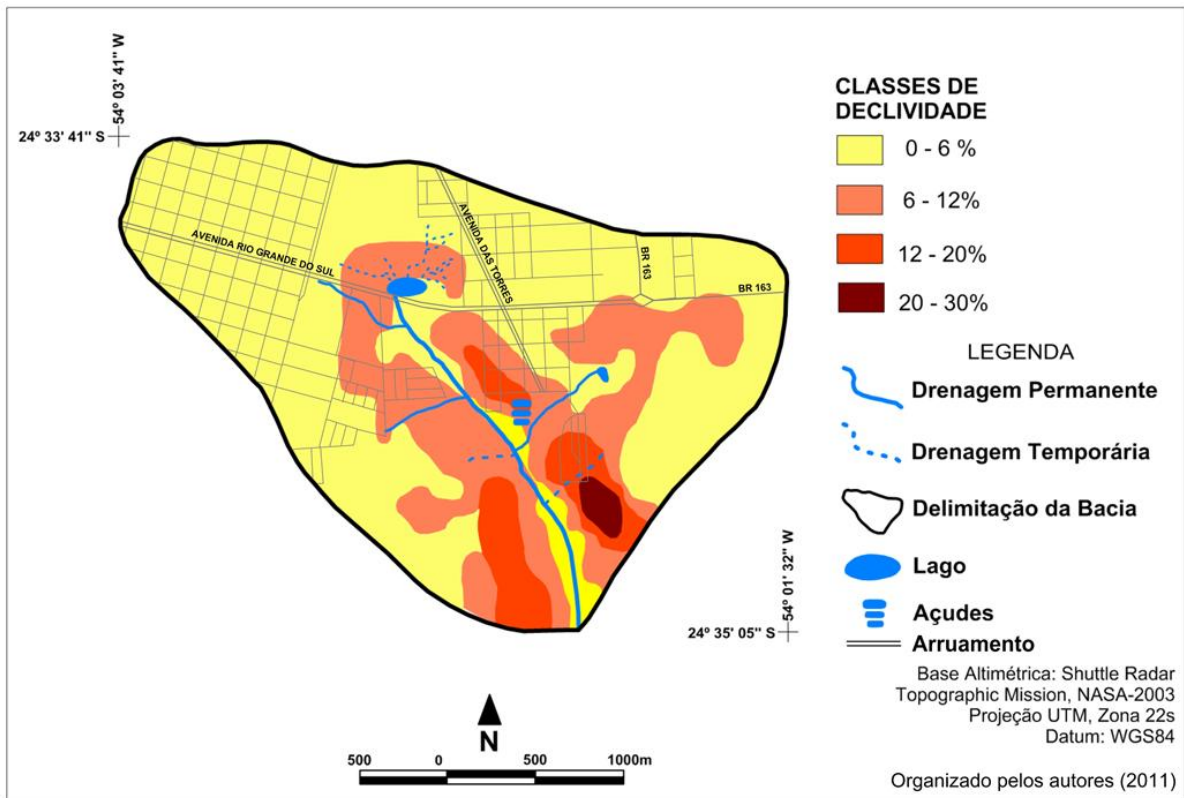 54º 03' 41'' W
24º 33' 41'' S
AVENIDA RIO GRANDE DO SUL
AVENIDA DAS TORRES
BR 163
BR 163
54º 01' 32'' W
24º 35' 05'' S
N
500 0 500 1000m
CLASSES DE
DECLIVIDADE
0 - 6 %
6 - 12%
12 - 20%
20 - 30%
LEGENDA
Drenagem Permanente
Drenagem Temporária
Delimitação da Bacia
Lago
Açudes
Arruamento
Base Altimétrica: Shuttle Radar
Topographic Mission, NASA-2003
Projeção UTM, Zona 22s
Datum: WGS84
Organizado pelos autores (2011)